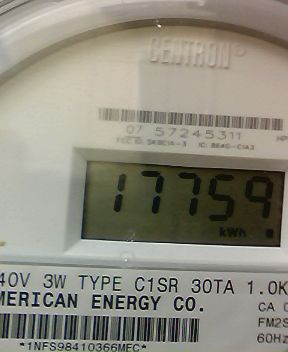 CENTRON®
07 57245311
17759
kWh
40V 3W TYPE C1SR 30TA 1.0K
MERICAN ENERGY CO.
CA 0
FM2S
60Hz
*1NFS98410366MEC*